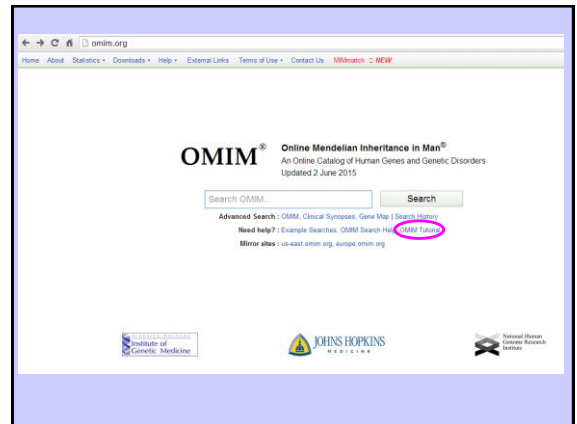 omim.org
Home About Statistics Downloads Help External Links Terms of Use Contact Us MIMmatch NEW
OMIM®
Online Mendelian Inheritance in Man®
An Online Catalog of Human Genes and Genetic Disorders
Updated 2 June 2015
Search OMIM... Search
Advanced Search : OMIM, Clinical Synopses, Gene Map | Search History
Need help? : Example Searches, OMIM Search Help, OMIM Tutorial
Mirror sites : us-east.omim.org, europe.omim.org
Institute of
Genetic Medicine
JOHNS HOPKINS
MEDICINE
National Human
Genome Research
Institute